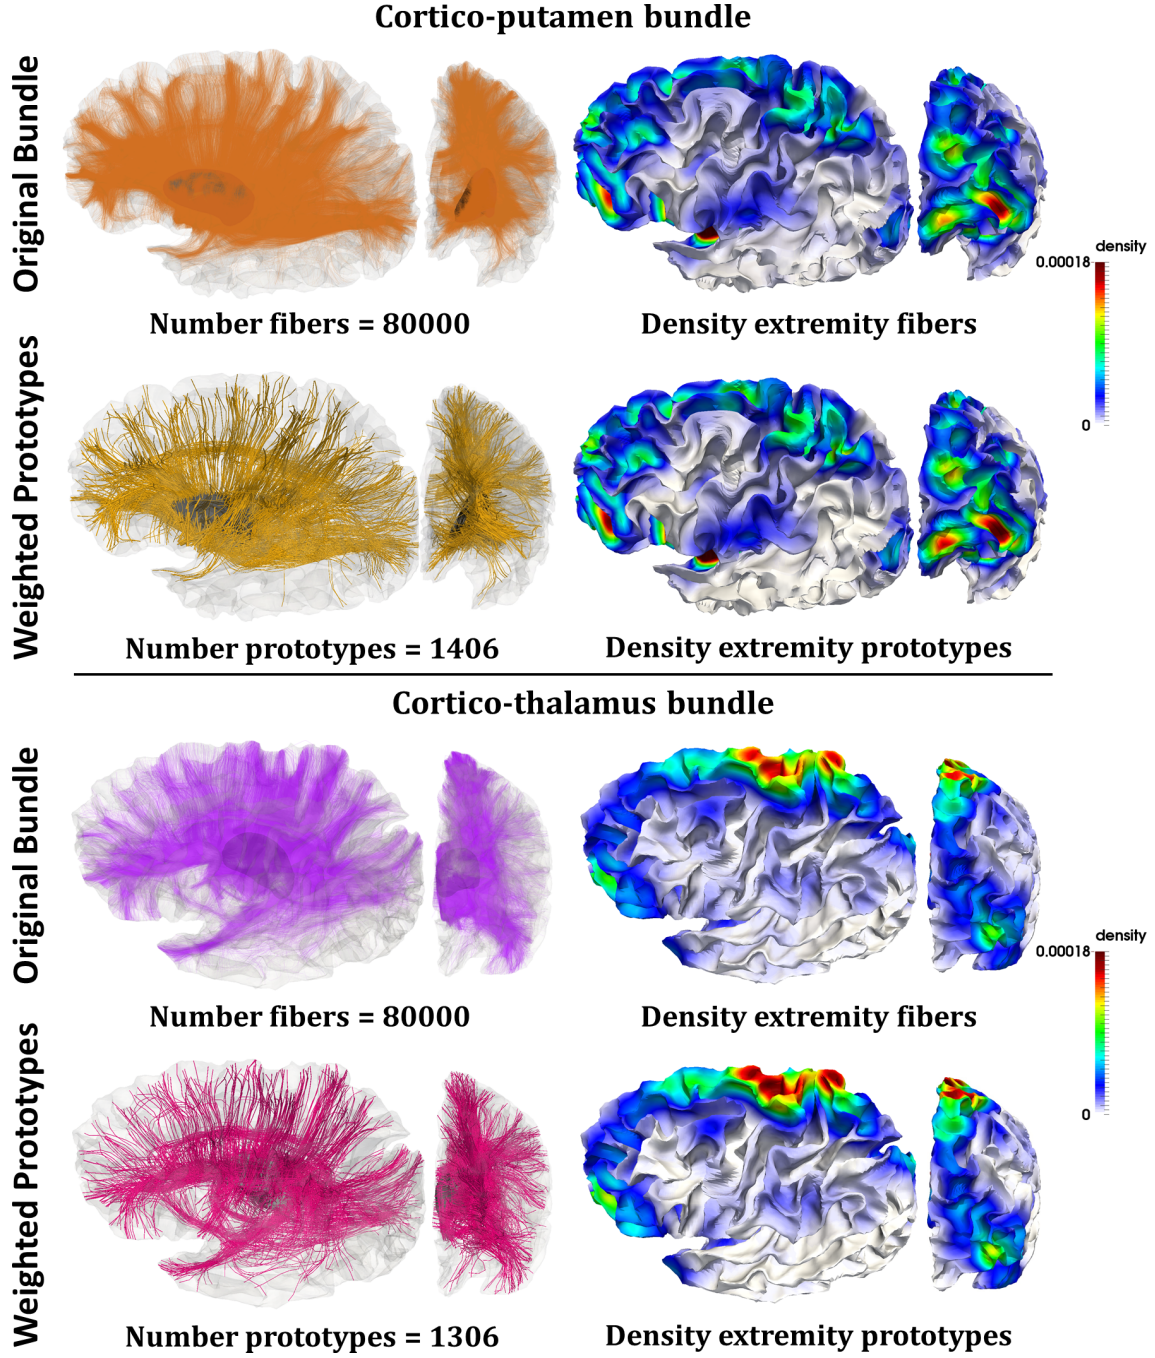 Cortico-putamen bundle
Original Bundle
density
0.00018
0
Number fibers = 80000
Density extremity fibers
Weighted Prototypes
Number prototypes = 1406
Density extremity prototypes
Cortico-thalamus bundle
Original Bundle
density
0.00018
0
Number fibers = 80000
Density extremity fibers
Weighted Prototypes
Number prototypes = 1306
Density extremity prototypes